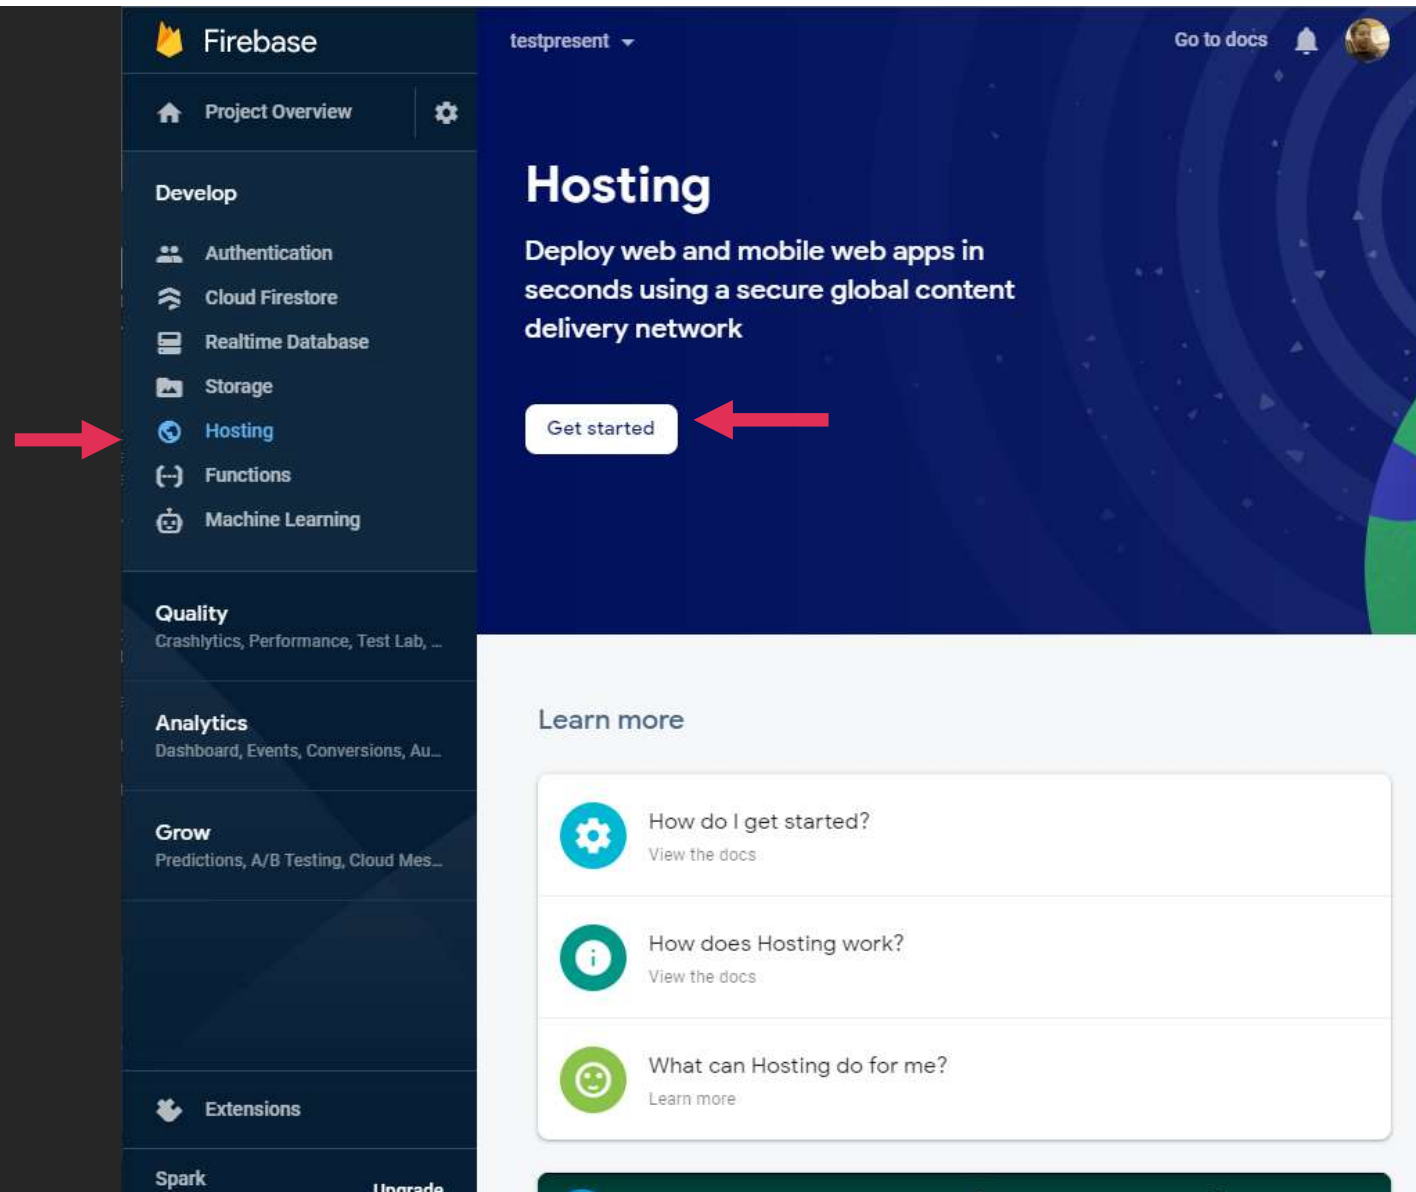 Firebase
Project Overview
Develop
Authentication
Cloud Firestore
Realtime Database
Storage
Hosting
Functions
Machine Learning
Quality
Crashlytics, Performance, Test Lab, ...
Analytics
Dashboard, Events, Conversions, Au...
Grow
Predictions, A/B Testing, Cloud Mes...
Extensions
Spark
Upgrade
testpresent
Go to docs
Hosting
Deploy web and mobile web apps in
seconds using a secure global content
delivery network
Get started
Learn more
How do I get started?
View the docs
How does Hosting work?
View the docs
What can Hosting do for me?
Learn more